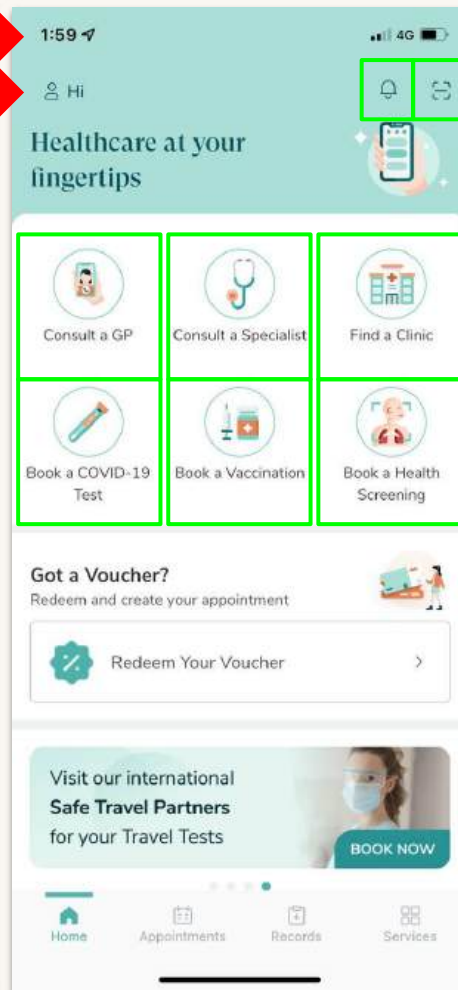 1:59
4G
Hi
Healthcare at your
fingertips
Consult a GP
Consult a Specialist
Find a Clinic
Book a COVID-19
Test
Book a Vaccination
Book a Health
Screening
Got a Voucher?
Redeem and create your appointment
Redeem Your Voucher
Visit our international
Safe Travel Partners
for your Travel Tests
BOOK NOW
Home
Appointments
Records
Services